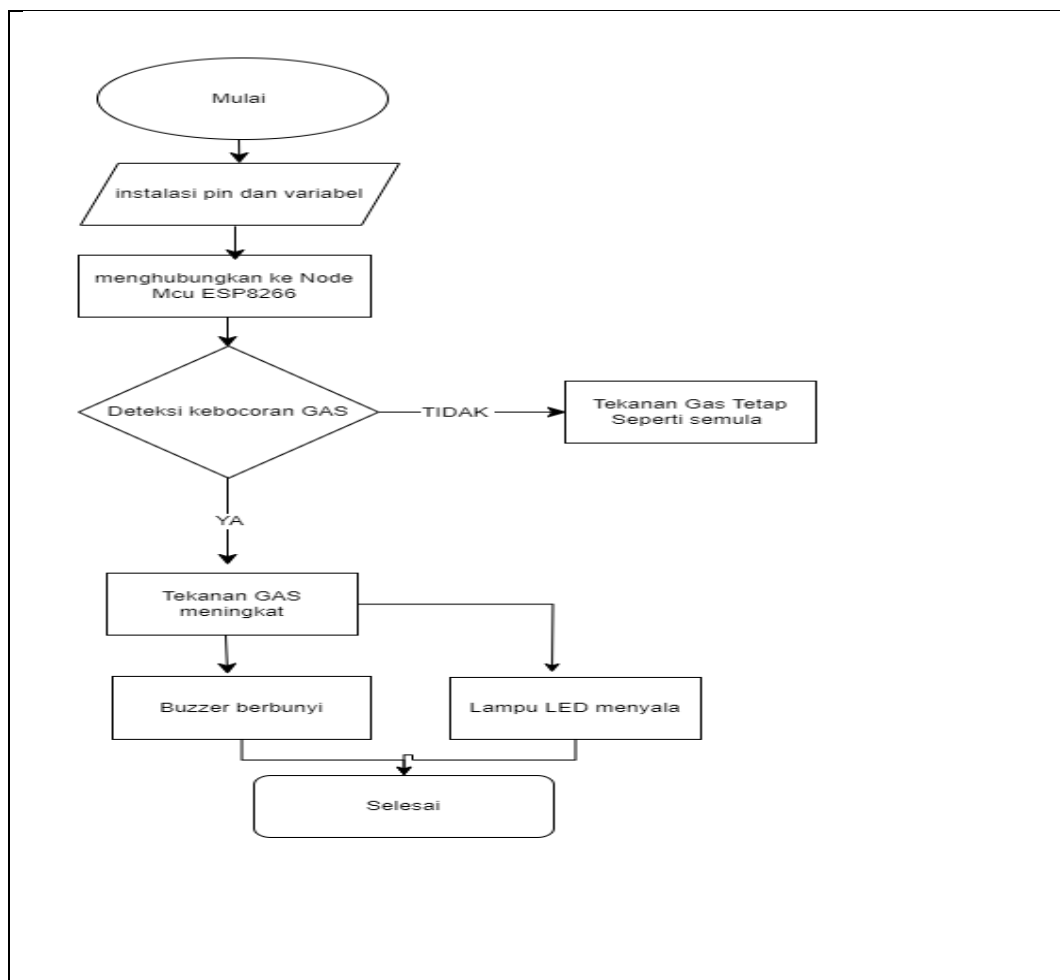 Mulai
instalasi pin dan variabel
menghubungkan ke Node
Mcu ESP8266
Deteksi kebocoran GAS
TIDAK
Tekanan Gas Tetap
Seperti semula
YA
Tekanan GAS
meningkat
Buzzer berbunyi
Lampu LED menyala
Selesai